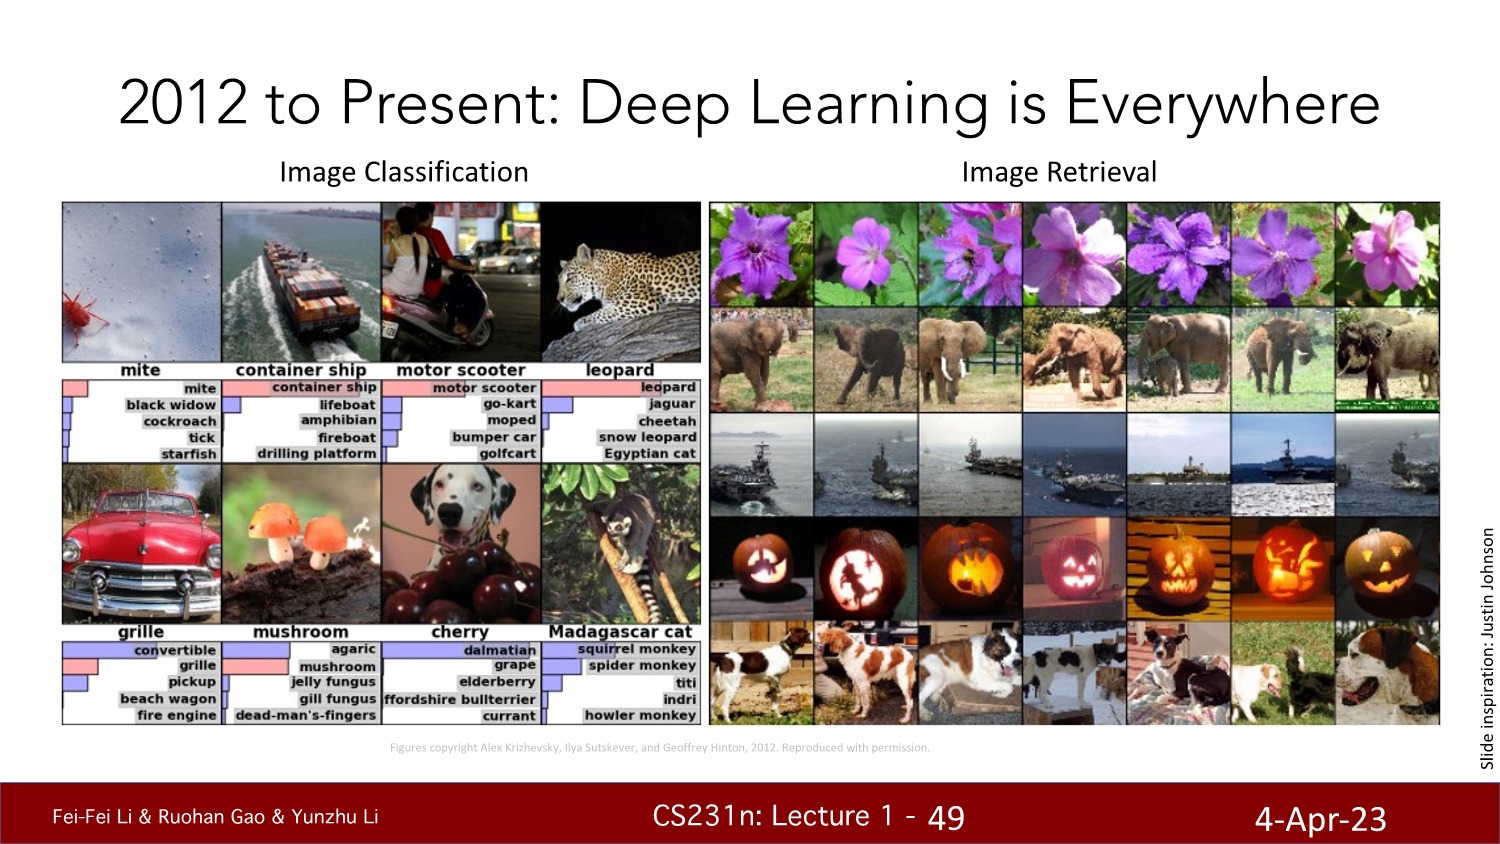 2012 to Present: Deep Learning is Everywhere
Image Classification
Image Retrieval
mite
container ship
motor scooter
leopard
mite
black widow
cockroach
tick
starfish
container ship
lifeboat
amphibian
fireboat
drilling platform
motor scooter
go-kart
moped
bumper car
golfcart
leopard
jaguar
cheetah
snow leopard
Egyptian cat
grille
mushroom
cherry
Madagascar cat
convertible
grille
pickup
beach wagon
fire engine
agaric
mushroom
jelly fungus
gill fungus
dead-man's-fingers
dalmatian
grape
elderberry
ffordshire bullterrier
currant
squirrel monkey
spider monkey
titi
indri
howler monkey
Figures copyright Alex Krizhevsky, Ilya Sutskever, and Geoffrey Hinton, 2012. Reproduced with permission.
Slide inspiration: Justin Johnson
Fei-Fei Li & Ruohan Gao & Yunzhu Li
CS231n: Lecture 1 - 49
4-Apr-23